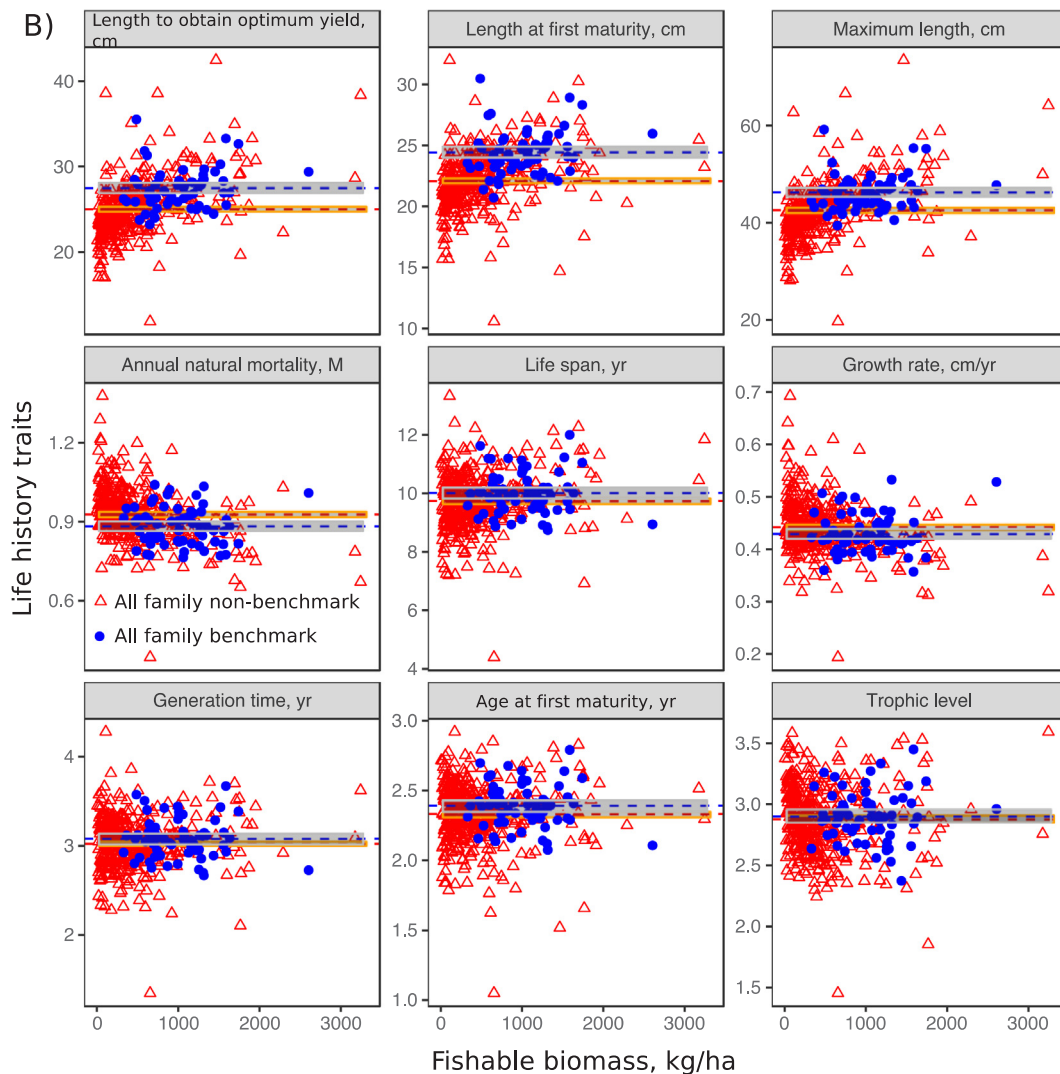 B)
Length to obtain optimum yield,
cm
Length at first maturity, cm
Maximum length, cm
40
30
20
30
25
20
15
10
60
40
20
Annual natural mortality, M
Life span, yr
Growth rate, cm/yr
1.2
0.9
0.6
All family non-benchmark
All family benchmark
12
10
8
6
4
0.7
0.6
0.5
0.4
0.3
0.2
Life history traits
Generation time, yr
Age at first maturity, yr
Trophic level
4
3
2
3.0
2.5
2.0
1.5
1.0
3.5
3.0
2.5
2.0
1.5
0 1000 2000 3000
0 1000 2000 3000
0 1000 2000 3000
Fishable biomass, kg/ha